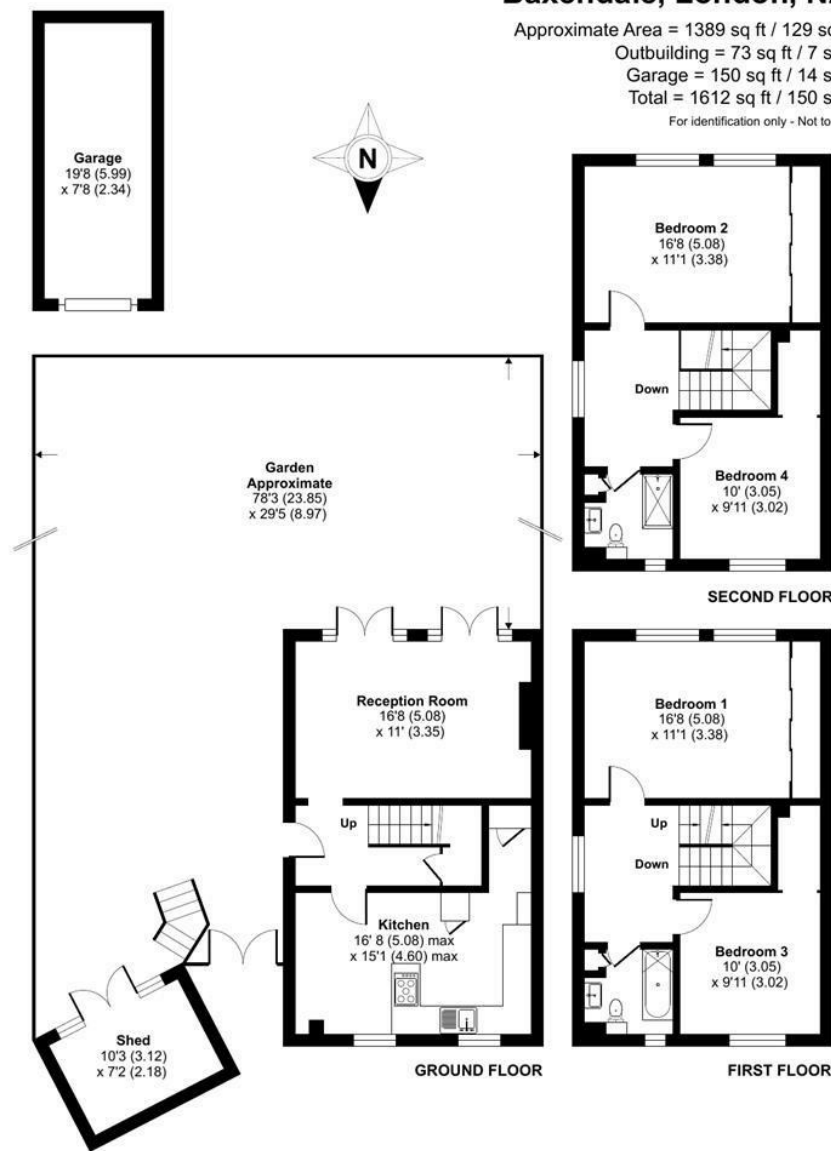 Approximate Area = 1389 sq ft / 129 sq
Outbuilding = 73 sq ft / 7 s
Garage = 150 sq ft / 14 s
Total = 1612 sq ft / 150 s
For identification only - Not to
N
Garage
19'8 (5.99)
x 7'8 (2.34)
Bedroom 2
16'8 (5.08)
x 11'1 (3.38)
Down
Bedroom 4
10' (3.05)
x 9'11 (3.02)
SECOND FLOOR
Garden
Approximate
78'3 (23.85)
x 29'5 (8.97)
Reception Room
16'8 (5.08)
x 11' (3.35)
Up
Kitchen
16' 8 (5.08) max
x 15'1 (4.60) max
Shed
10'3 (3.12)
x 7'2 (2.18)
GROUND FLOOR
Bedroom 1
16'8 (5.08)
x 11'1 (3.38)
Up
Down
Bedroom 3
10' (3.05)
x 9'11 (3.02)
FIRST FLOOR